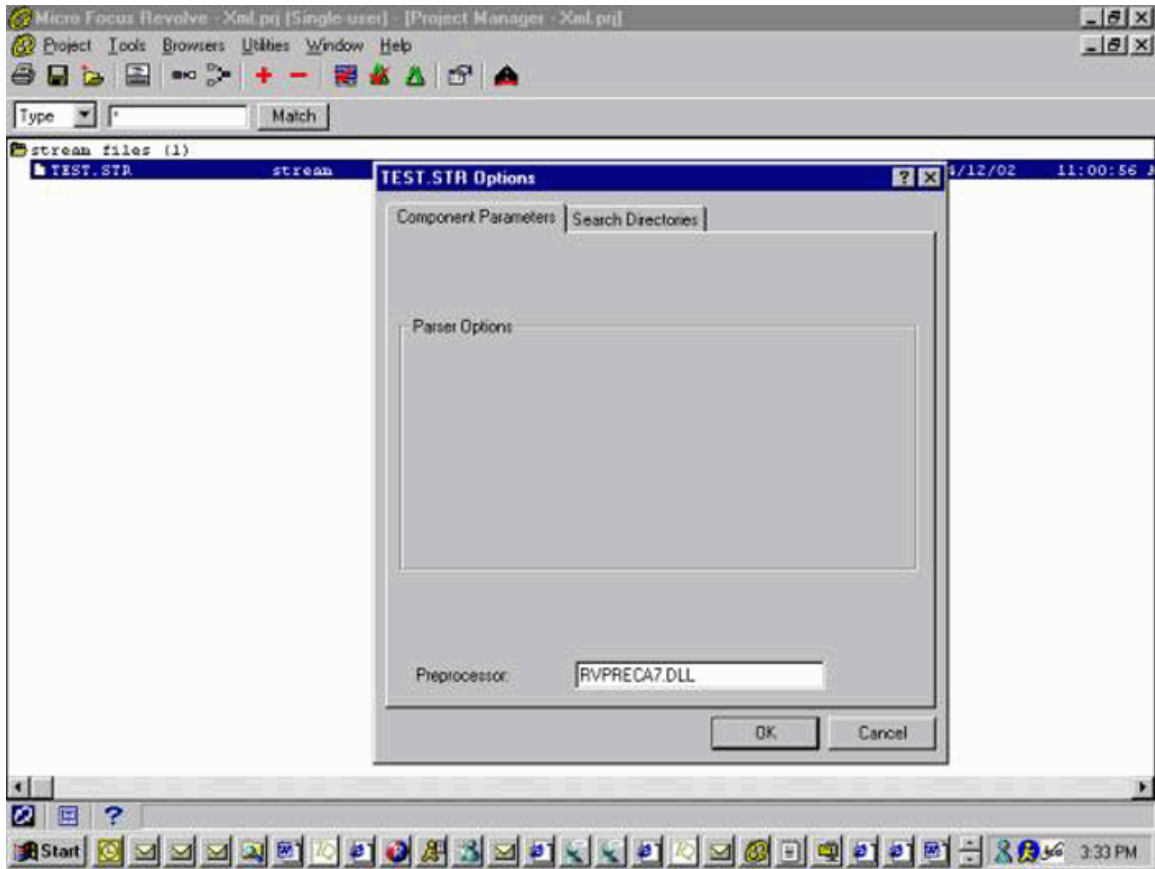 Micro Focus Revolve - Xml.prj (Single-user) - [Project Manager - Xml.prj]
Project Tools Browsers Utilities Window Help
Type * Match
stream files (1)
TEST.STR stream /12/02 11:00:56
TEST.STR Options
Component Parameters Search Directories
Parser Options
Preprocessor: RVPRECA7.DLL
OK Cancel
Start 3:33 PM